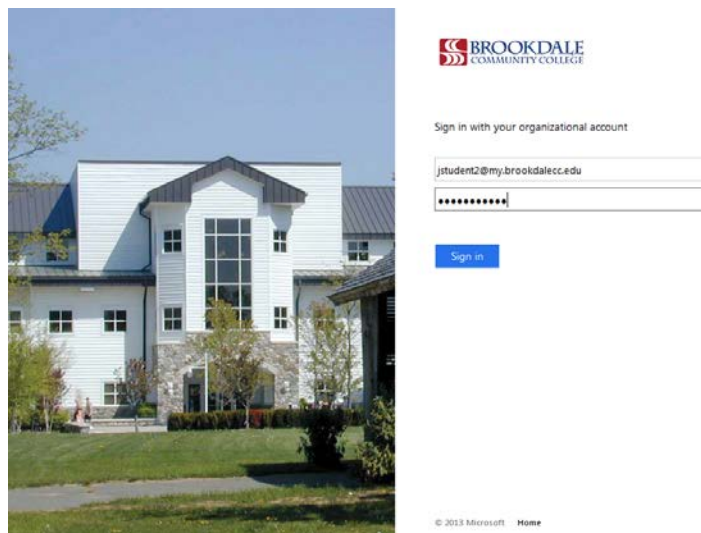 BROOKDALE
COMMUNITY COLLEGE
Sign in with your organizational account
jstudent2@my.brookdalecc.edu
Sign in
© 2013 Microsoft Home